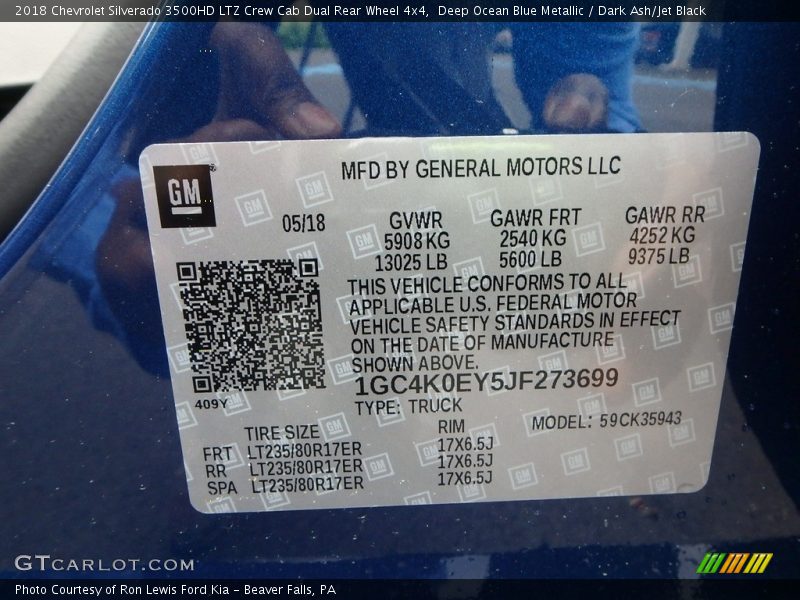 2018 Chevrolet Silverado 3500HD LTZ Crew Cab Dual Rear Wheel 4x4, Deep Ocean Blue Metallic / Dark Ash/Jet Black
GM
MFD BY GENERAL MOTORS LLC
05/18
GVWR GAWR FRT GAWR RR
5908 KG 2540 KG 4252 KG
13025 LB 5600 LB 9375 LB
THIS VEHICLE CONFORMS TO ALL
APPLICABLE U.S. FEDERAL MOTOR
VEHICLE SAFETY STANDARDS IN EFFECT
ON THE DATE OF MANUFACTURE
SHOWN ABOVE.
1GC4K0EY5JF273699
409Y
TYPE: TRUCK
MODEL: 59CK35943
TIRE SIZE RIM
FRT LT235/80R17ER 17X6.5J
RR LT235/80R17ER 17X6.5J
SPA LT235/80R17ER 17X6.5J
GTCARLOT.COM
Photo Courtesy of Ron Lewis Ford Kia - Beaver Falls, PA